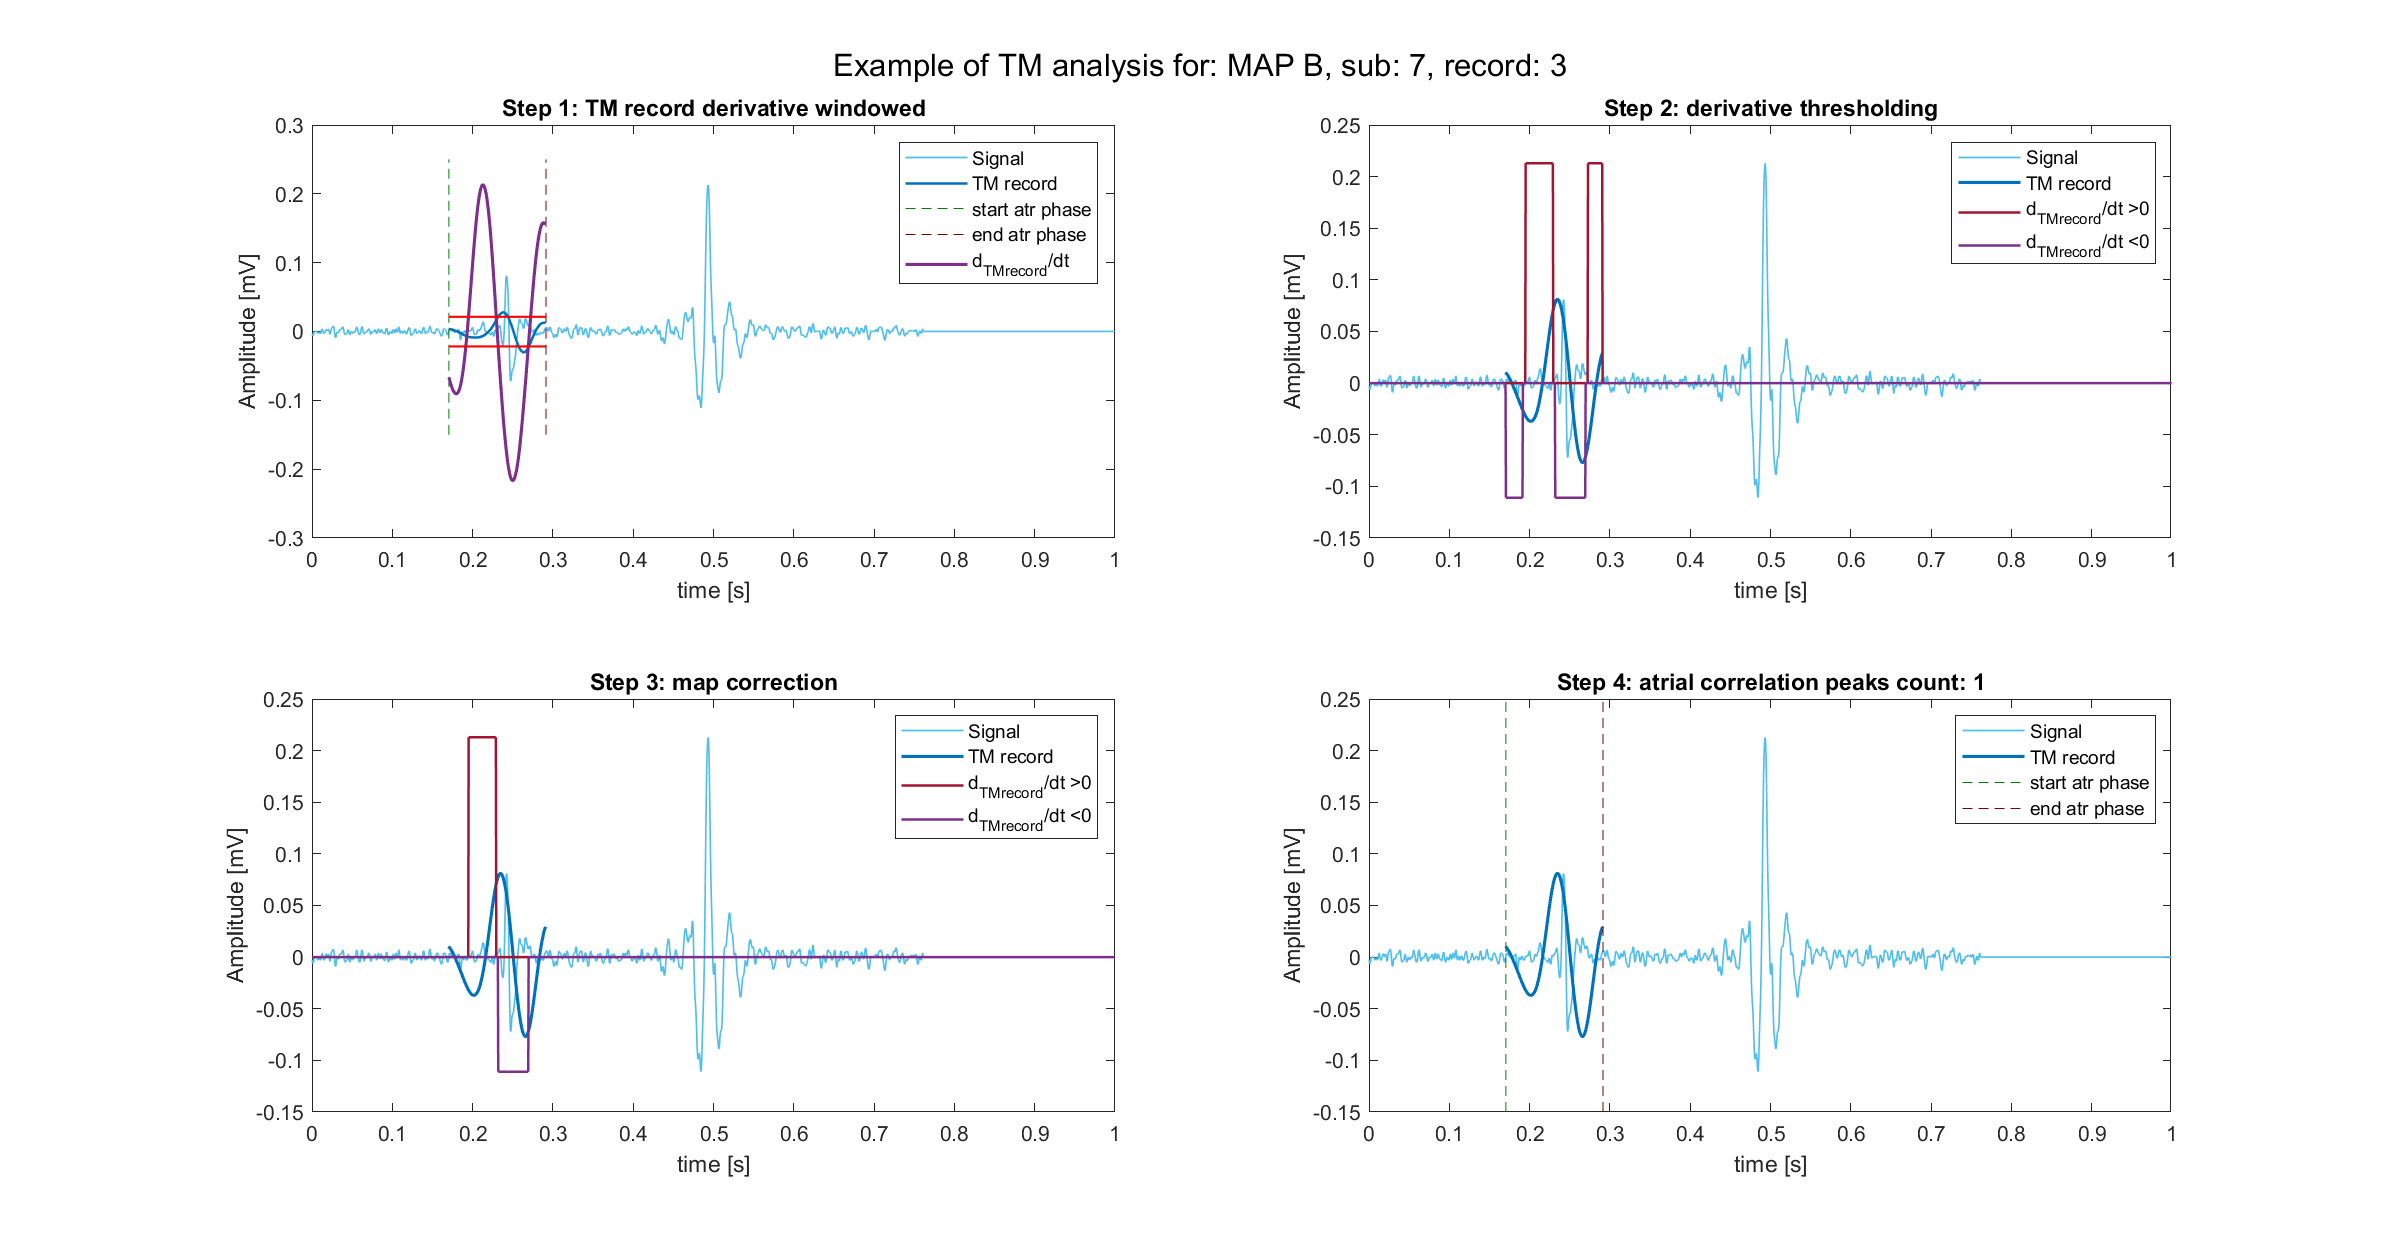 Example of TM analysis for: MAP B, sub: 7, record: 3
Step 1: TM record derivative windowed
0.3
0.2
0.1
0
-0.1
-0.2
-0.3
Amplitude [mV]
Signal
TM record
start atr phase
end atr phase
dTMrecord/dt
0 0.1 0.2 0.3 0.4 0.5 0.6 0.7 0.8 0.9 1
time [s]
Step 2: derivative thresholding
0.25
0.2
0.15
0.1
0.05
0
-0.05
-0.1
-0.15
Amplitude [mV]
Signal
TM record
dTMrecord/dt >0
dTMrecord/dt <0
0 0.1 0.2 0.3 0.4 0.5 0.6 0.7 0.8 0.9 1
time [s]
Step 3: map correction
0.25
0.2
0.15
0.1
0.05
0
-0.05
-0.1
-0.15
Amplitude [mV]
Signal
TM record
dTMrecord/dt >0
dTMrecord/dt <0
0 0.1 0.2 0.3 0.4 0.5 0.6 0.7 0.8 0.9 1
time [s]
Step 4: atrial correlation peaks count: 1
0.25
0.2
0.15
0.1
0.05
0
-0.05
-0.1
-0.15
Amplitude [mV]
Signal
TM record
start atr phase
end atr phase
0 0.1 0.2 0.3 0.4 0.5 0.6 0.7 0.8 0.9 1
time [s]